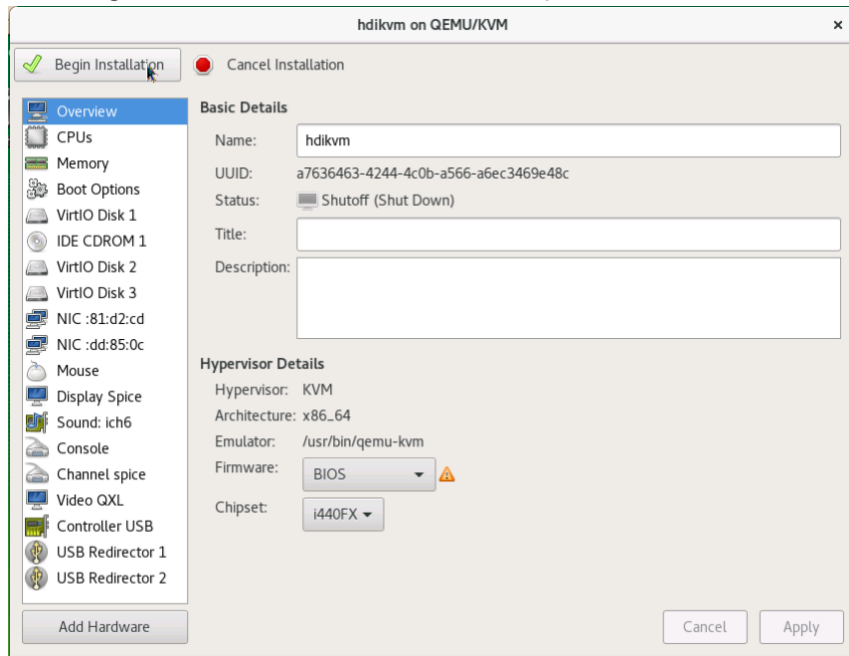 hdikvm on QEMU/KVM
Begin Installation
Cancel Installation
Overview
CPUs
Memory
Boot Options
VirtIO Disk 1
IDE CDROM 1
VirtIO Disk 2
VirtIO Disk 3
NIC :81:d2:cd
NIC :dd:85:0c
Mouse
Display Spice
Sound: ich6
Console
Channel spice
Video QXL
Controller USB
USB Redirector 1
USB Redirector 2
Add Hardware
Basic Details
Name: hdikvm
UUID: a7636463-4244-4c0b-a566-a6ec3469e48c
Status: Shutoff (Shut Down)
Title:
Description:
Hypervisor Details
Hypervisor: KVM
Architecture: x86_64
Emulator: /usr/bin/qemu-kvm
Firmware: BIOS
Chipset: i440FX
Cancel
Apply